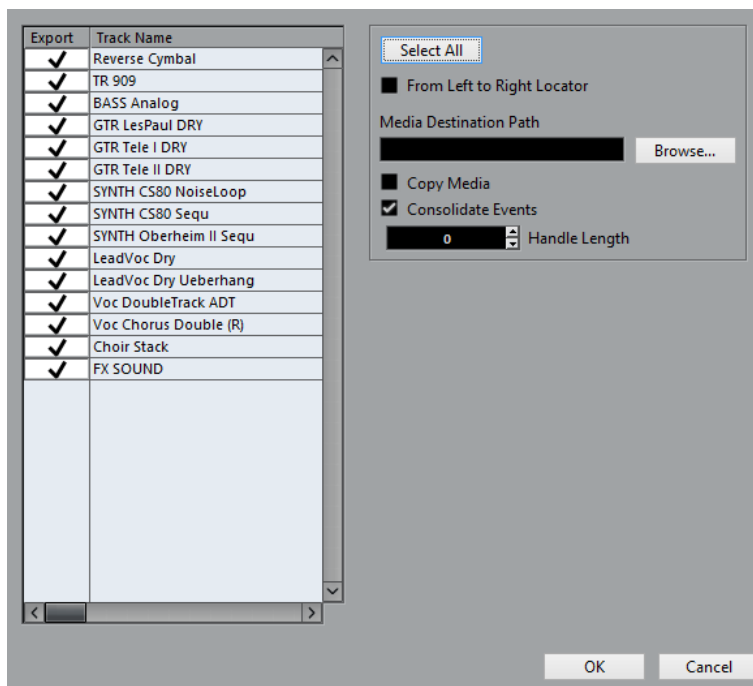 Export Track Name
Reverse Cymbal
TR 909
BASS Analog
GTR LesPaul DRY
GTR Tele I DRY
GTR Tele II DRY
SYNTH CS80 NoiseLoop
SYNTH CS80 Sequ
SYNTH Oberheim II Sequ
LeadVoc Dry
LeadVoc Dry Ueberhang
Voc DoubleTrack ADT
Voc Chorus Double (R)
Choir Stack
FX SOUND
Select All
From Left to Right Locator
Media Destination Path
Browse...
Copy Media
Consolidate Events
0 Handle Length
OK Cancel